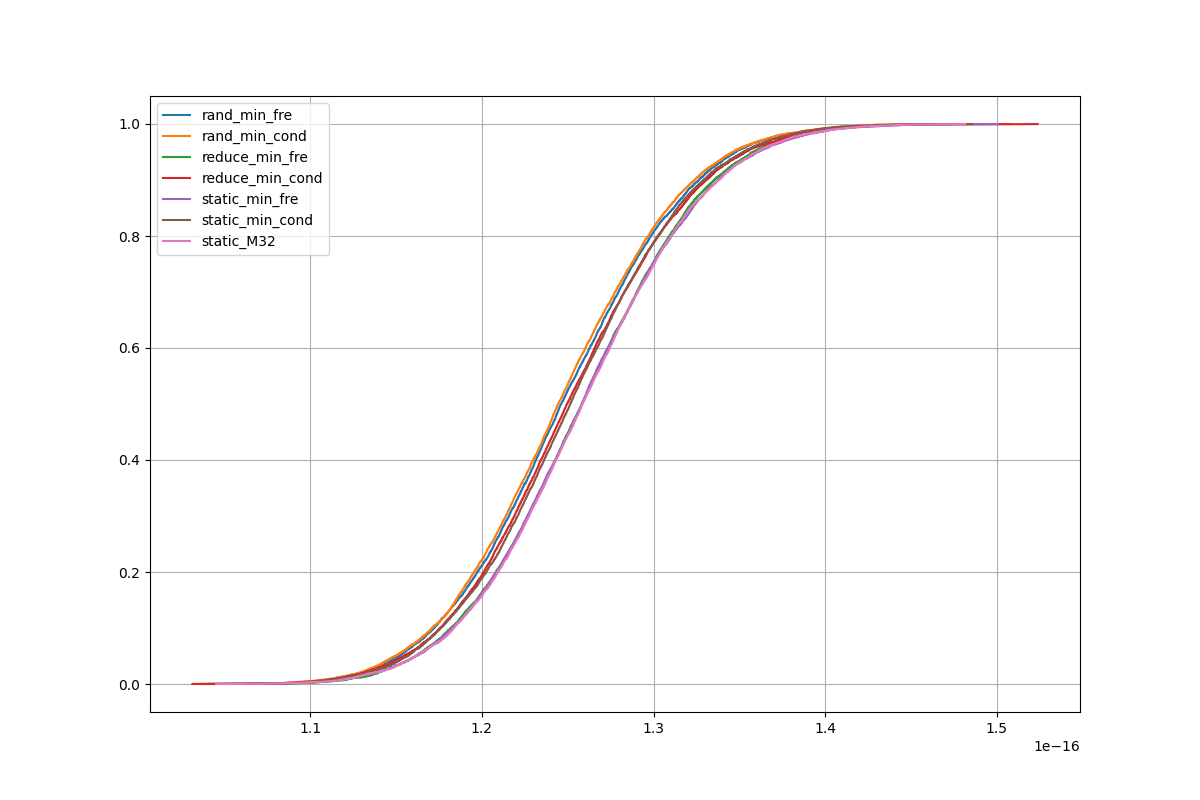 rand_min_fre
rand_min_cond
reduce_min_fre
reduce_min_cond
static_min_fre
static_min_cond
static_M32
1.0
0.8
0.6
0.4
0.2
0.0
1.1 1.2 1.3 1.4 1.5
1e−16